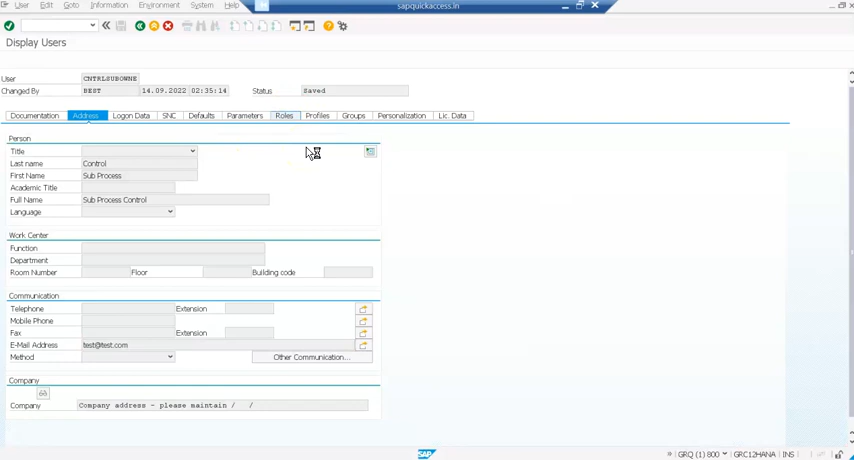 User Edit Goto Information Environment System Help in sapquickaccess.in
Display Users
User CNTRLSUBOWNE
Changed By BEST 14.09.2022 02:35:14 Status Saved
Documentation Address Logon Data SNC Defaults Parameters Roles Profiles Groups Personalization Lic. Data
Person
Title
Last name Control
First Name Sub Process
Academic Title
Full Name Sub Process Control
Language
Work Center
Function
Department
Room Number Floor Building code
Communication
Telephone Extension
Mobile Phone
Fax Extension
E-Mail Address test@test.com
Method Other Communication...
Company
Company Company address - please maintain / /
SAP » GRQ (1) 800 GRC12HANA INS